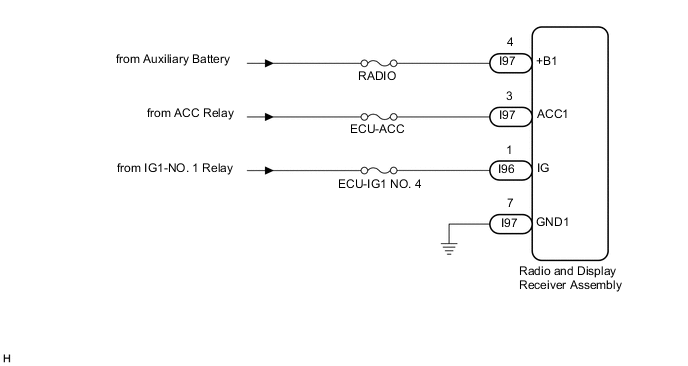 4
from Auxiliary Battery
I97
+B1
RADIO
3
from ACC Relay
I97
ACC1
ECU-ACC
1
from IG1-NO. 1 Relay
I96
IG
ECU-IG1 NO. 4
7
I97
GND1
Radio and Display
Receiver Assembly
H